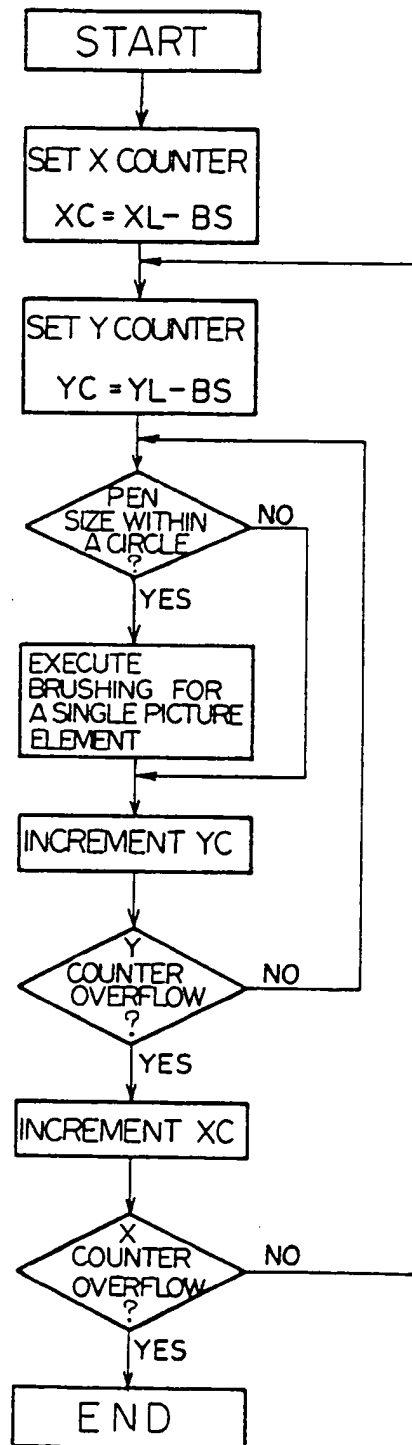 START
SET X COUNTER
XC = XL- BS
SET Y COUNTER
YC = YL- BS
PEN
SIZE WITHIN
A CIRCLE
?
NO
YES
EXECUTE
BRUSHING FOR
A SINGLE PICTURE
ELEMENT
INCREMENT YC
Y
COUNTER
OVERFLOW
?
NO
YES
INCREMENT XC
X
COUNTER
OVERFLOW
?
NO
YES
END